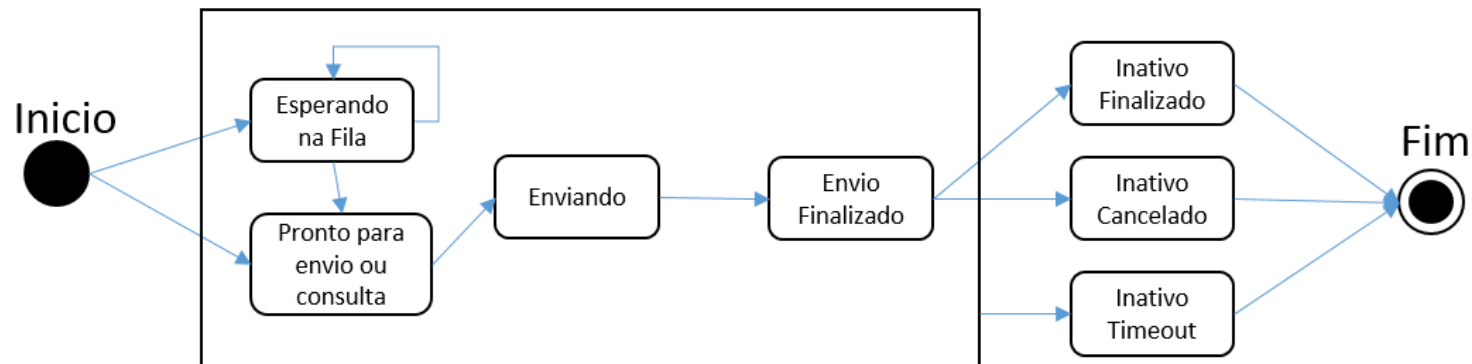 Inicio
Esperando
na Fila
Pronto para
envio ou
consulta
Enviando
Envio
Finalizado
Inativo
Finalizado
Inativo
Cancelado
Inativo
Timeout
Fim